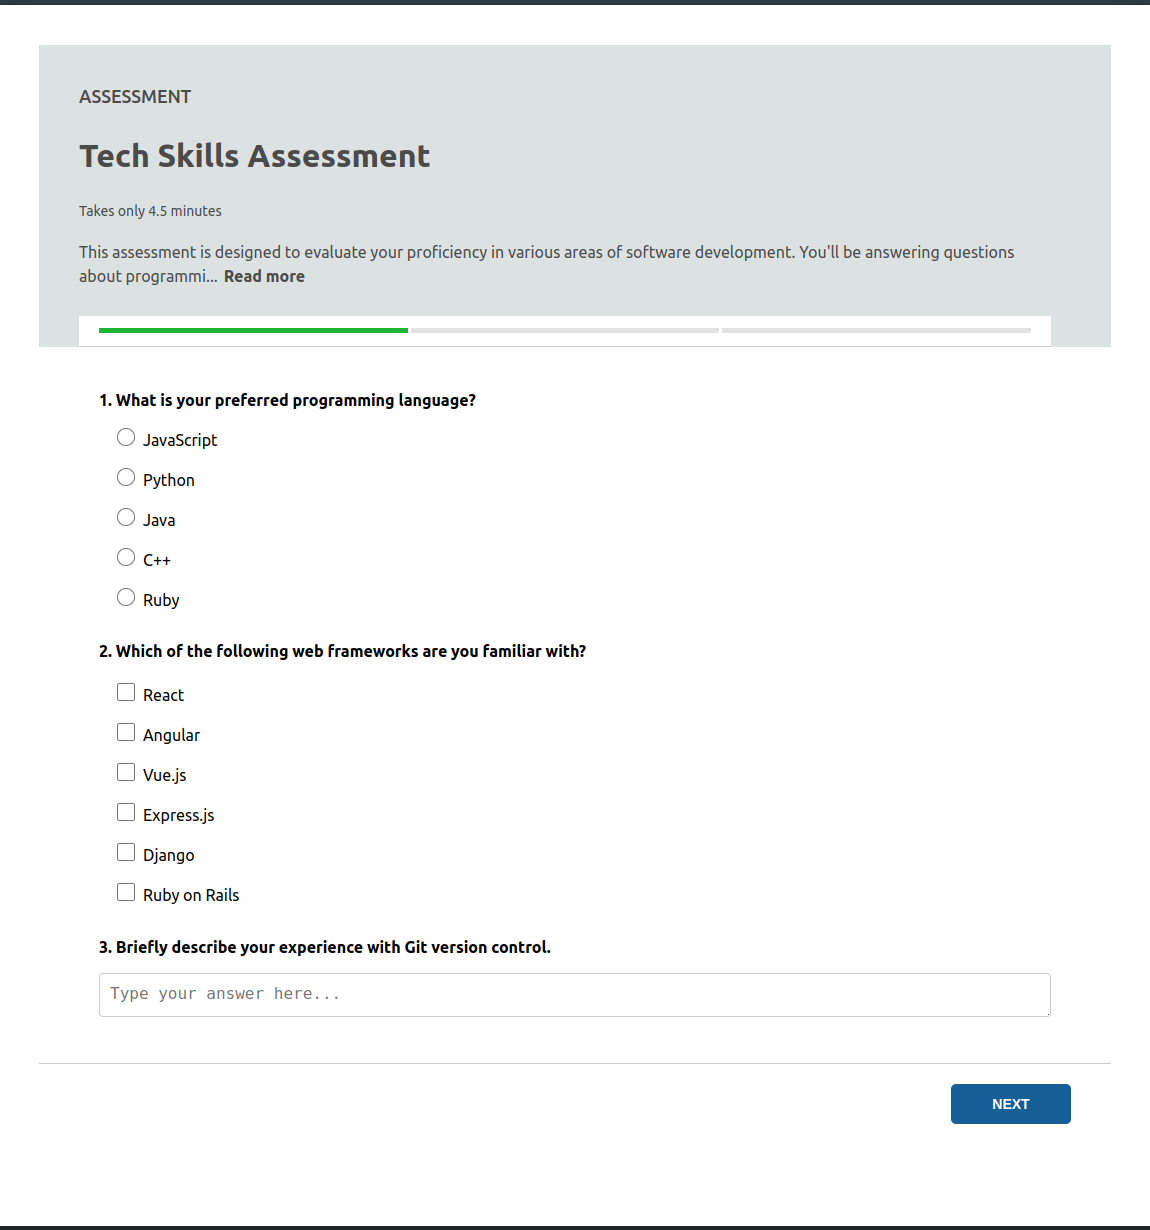 ASSESSMENT
Tech Skills Assessment
Takes only 4.5 minutes
This assessment is designed to evaluate your proficiency in various areas of software development. You'll be answering questions
about programmi... Read more
1. What is your preferred programming language?
JavaScript
Python
Java
C++
Ruby
2. Which of the following web frameworks are you familiar with?
React
Angular
Vue.js
Express.js
Django
Ruby on Rails
3. Briefly describe your experience with Git version control.
Type your answer here...
NEXT